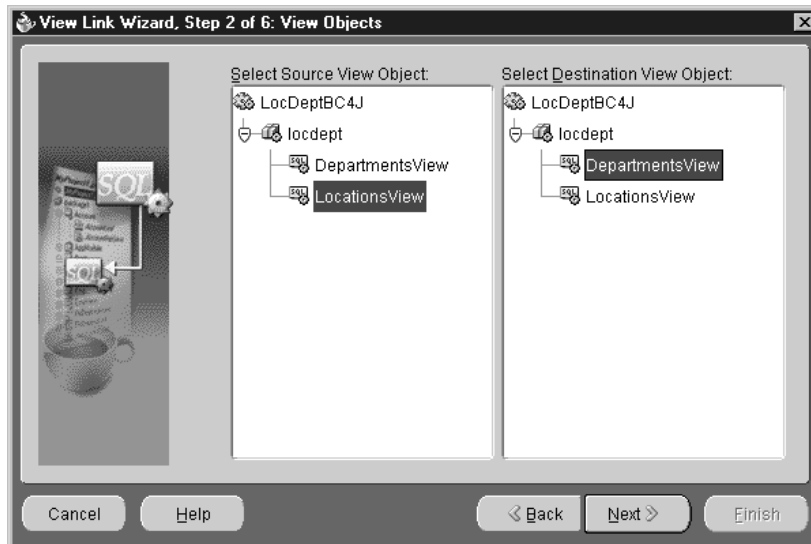 View Link Wizard, Step 2 of 6: View Objects
Select Source View Object:
LocDeptBC4J
locdept
DepartmentsView
LocationsView
Select Destination View Object:
LocDeptBC4J
locdept
DepartmentsView
LocationsView
SQL
SQL
Cancel
Help
Back
Next
Finish